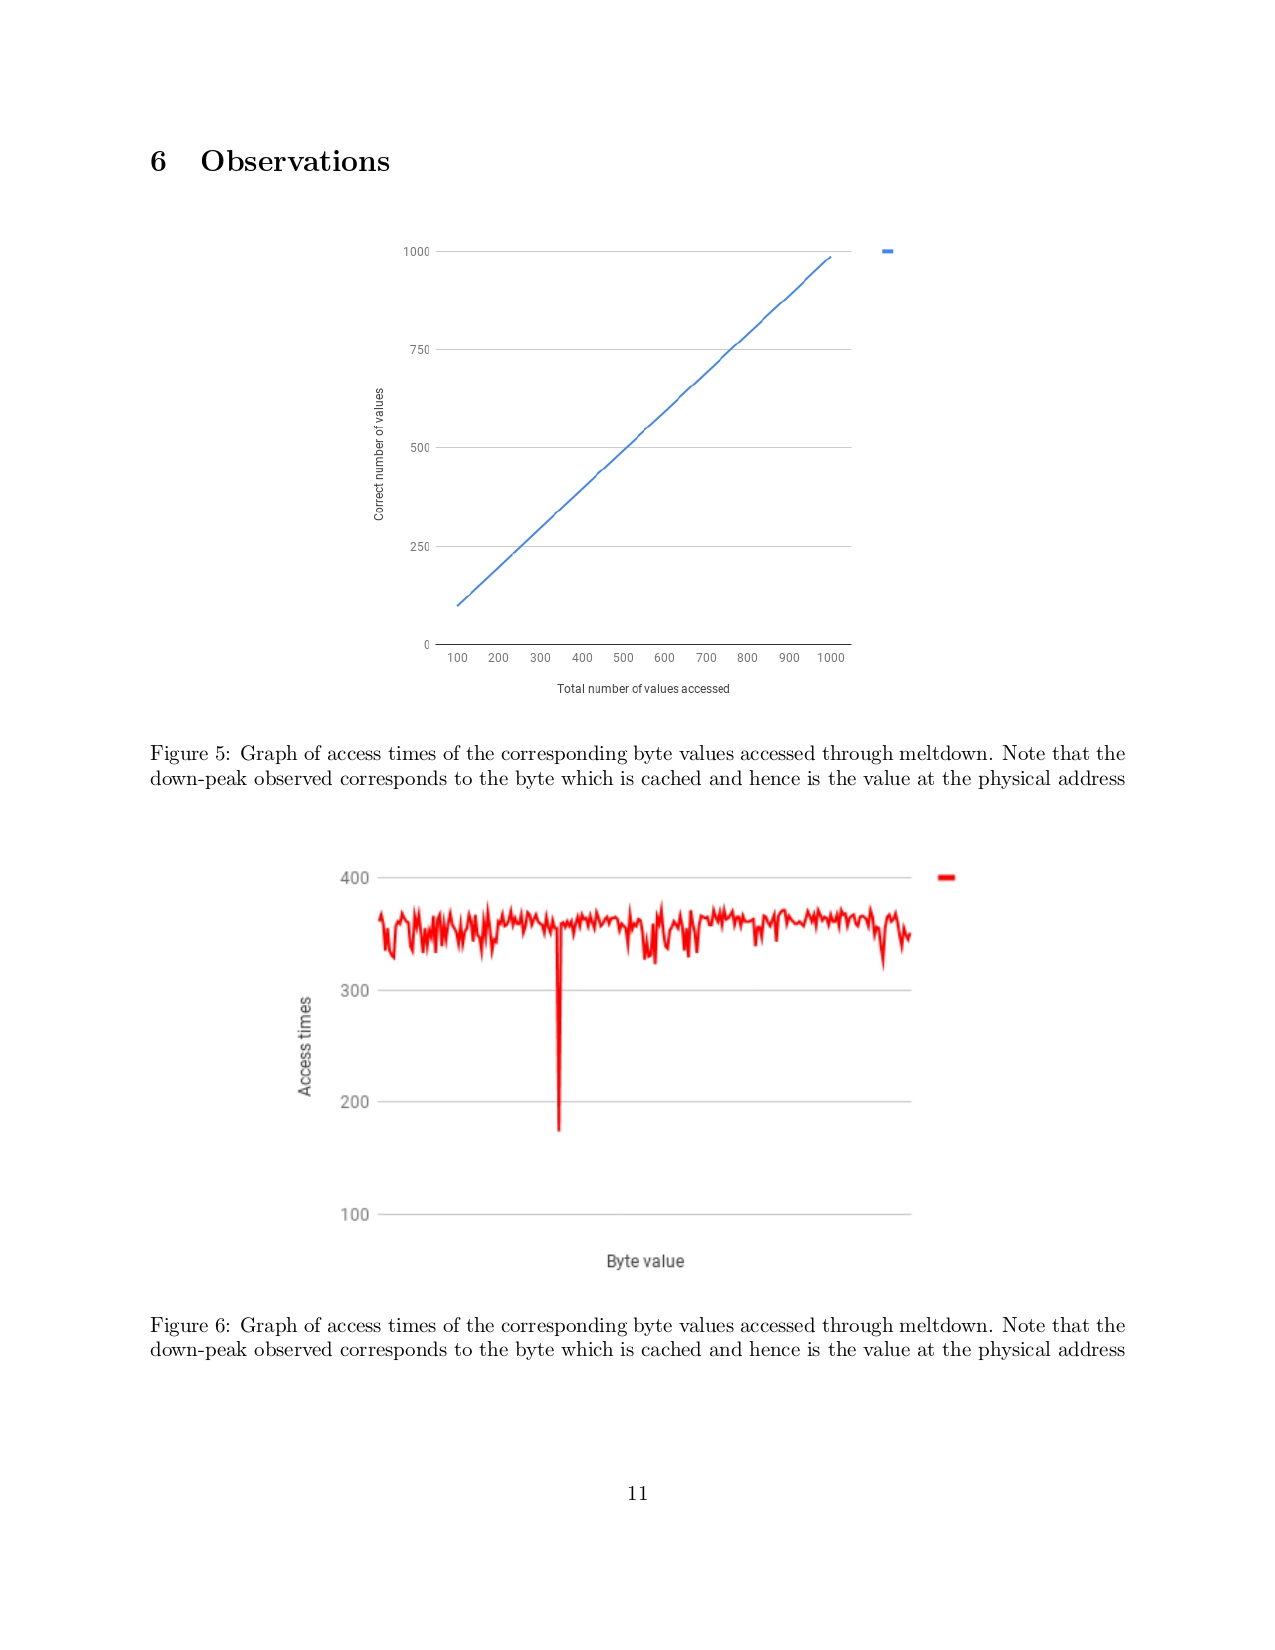 6 Observations
1000
750
500
250
0
Correct number of values
100 200 300 400 500 600 700 800 900 1000
Total number of values accessed
Figure 5: Graph of access times of the corresponding byte values accessed through meltdown. Note that the
down-peak observed corresponds to the byte which is cached and hence is the value at the physical address
400
300
200
100
Access times
Byte value
Figure 6: Graph of access times of the corresponding byte values accessed through meltdown. Note that the
down-peak observed corresponds to the byte which is cached and hence is the value at the physical address
11